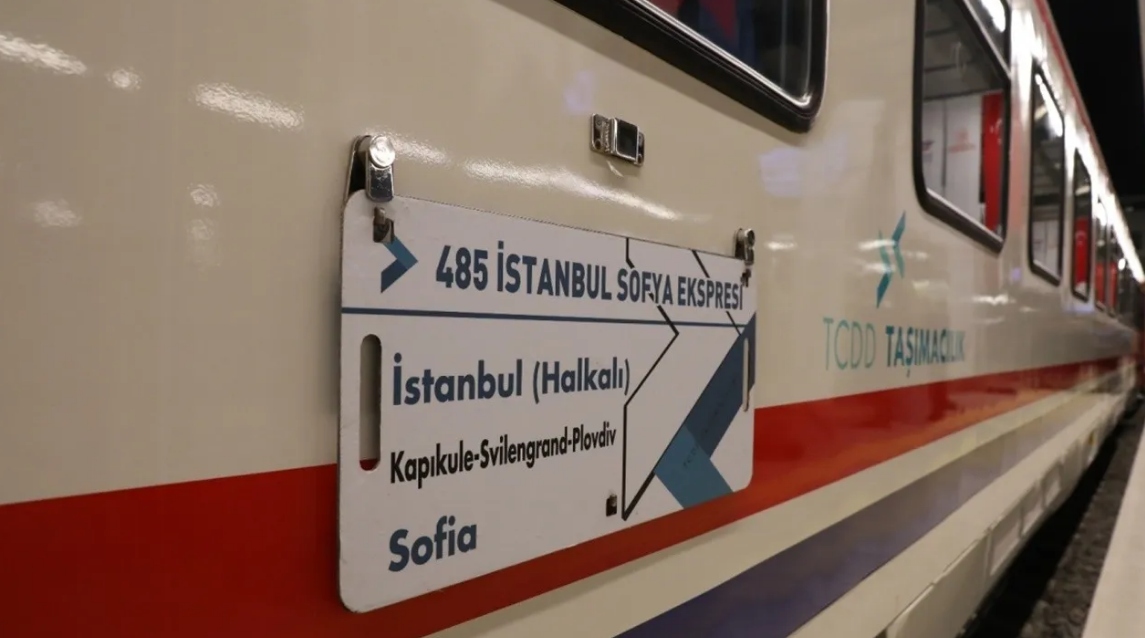 485 İSTANBUL SOFYA EKSPRESİ
İstanbul (Halkalı)
Kapıkule-Svilengrand-Plovdiv
Sofia
TCDD TAŞIMACILIK